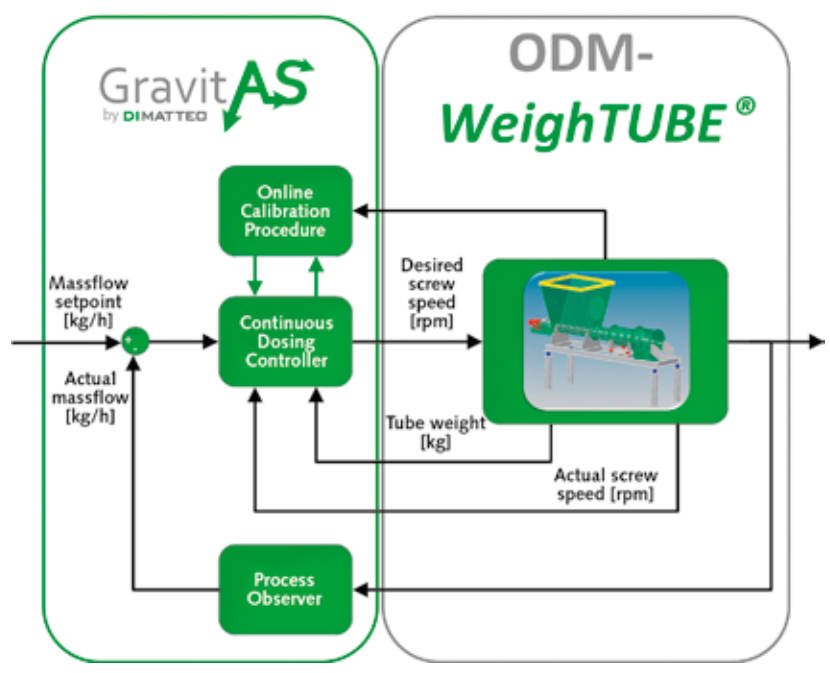 GravitAS
by DIMATTEO
ODM-
WeighTUBE®
Online
Calibration
Procedure
Massflow
setpoint
[kg/h]
Desired
screw
speed
[rpm]
+
-
Continuous
Dosing
Controller
Actual
massflow
[kg/h]
Tube weight
[kg]
Actual screw
speed [rpm]
Process
Observer